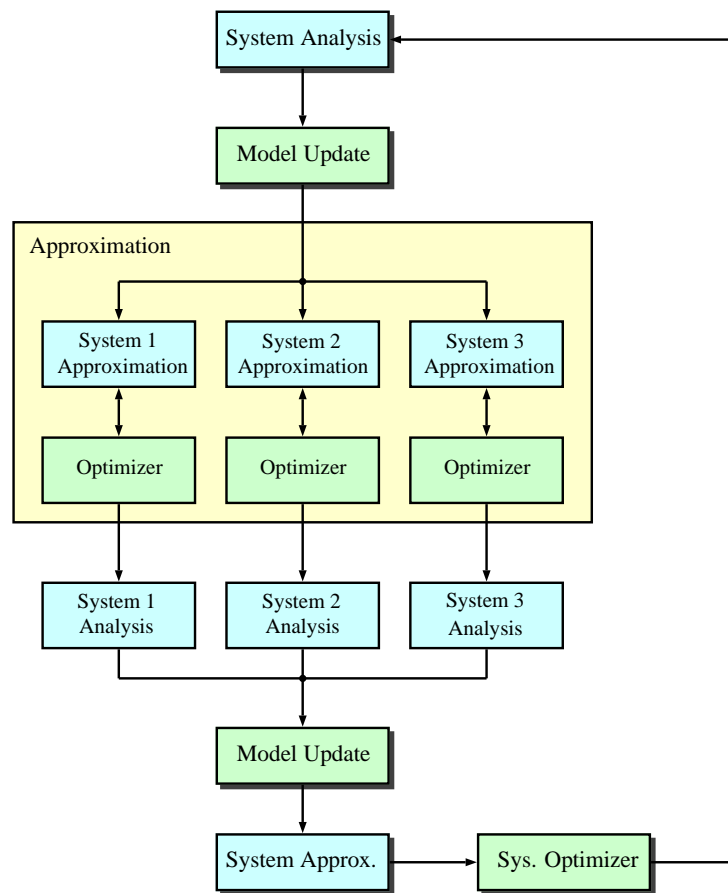 System Analysis
Model Update
Approximation
System 1
Approximation
System 2
Approximation
System 3
Approximation
Optimizer
Optimizer
Optimizer
System 1
Analysis
System 2
Analysis
System 3
Analysis
Model Update
System Approx.
Sys. Optimizer